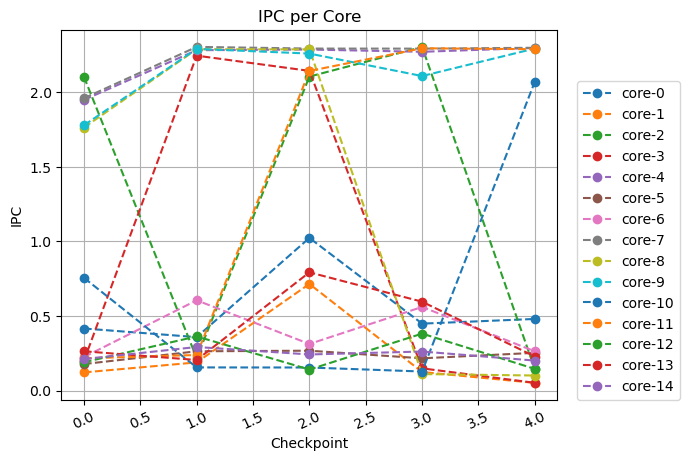 IPC per Core
IPC
2.0
1.5
1.0
0.5
0.0
0.0
0.5
1.0
1.5
2.0
2.5
3.0
3.5
4.0
Checkpoint
core-0
core-1
core-2
core-3
core-4
core-5
core-6
core-7
core-8
core-9
core-10
core-11
core-12
core-13
core-14